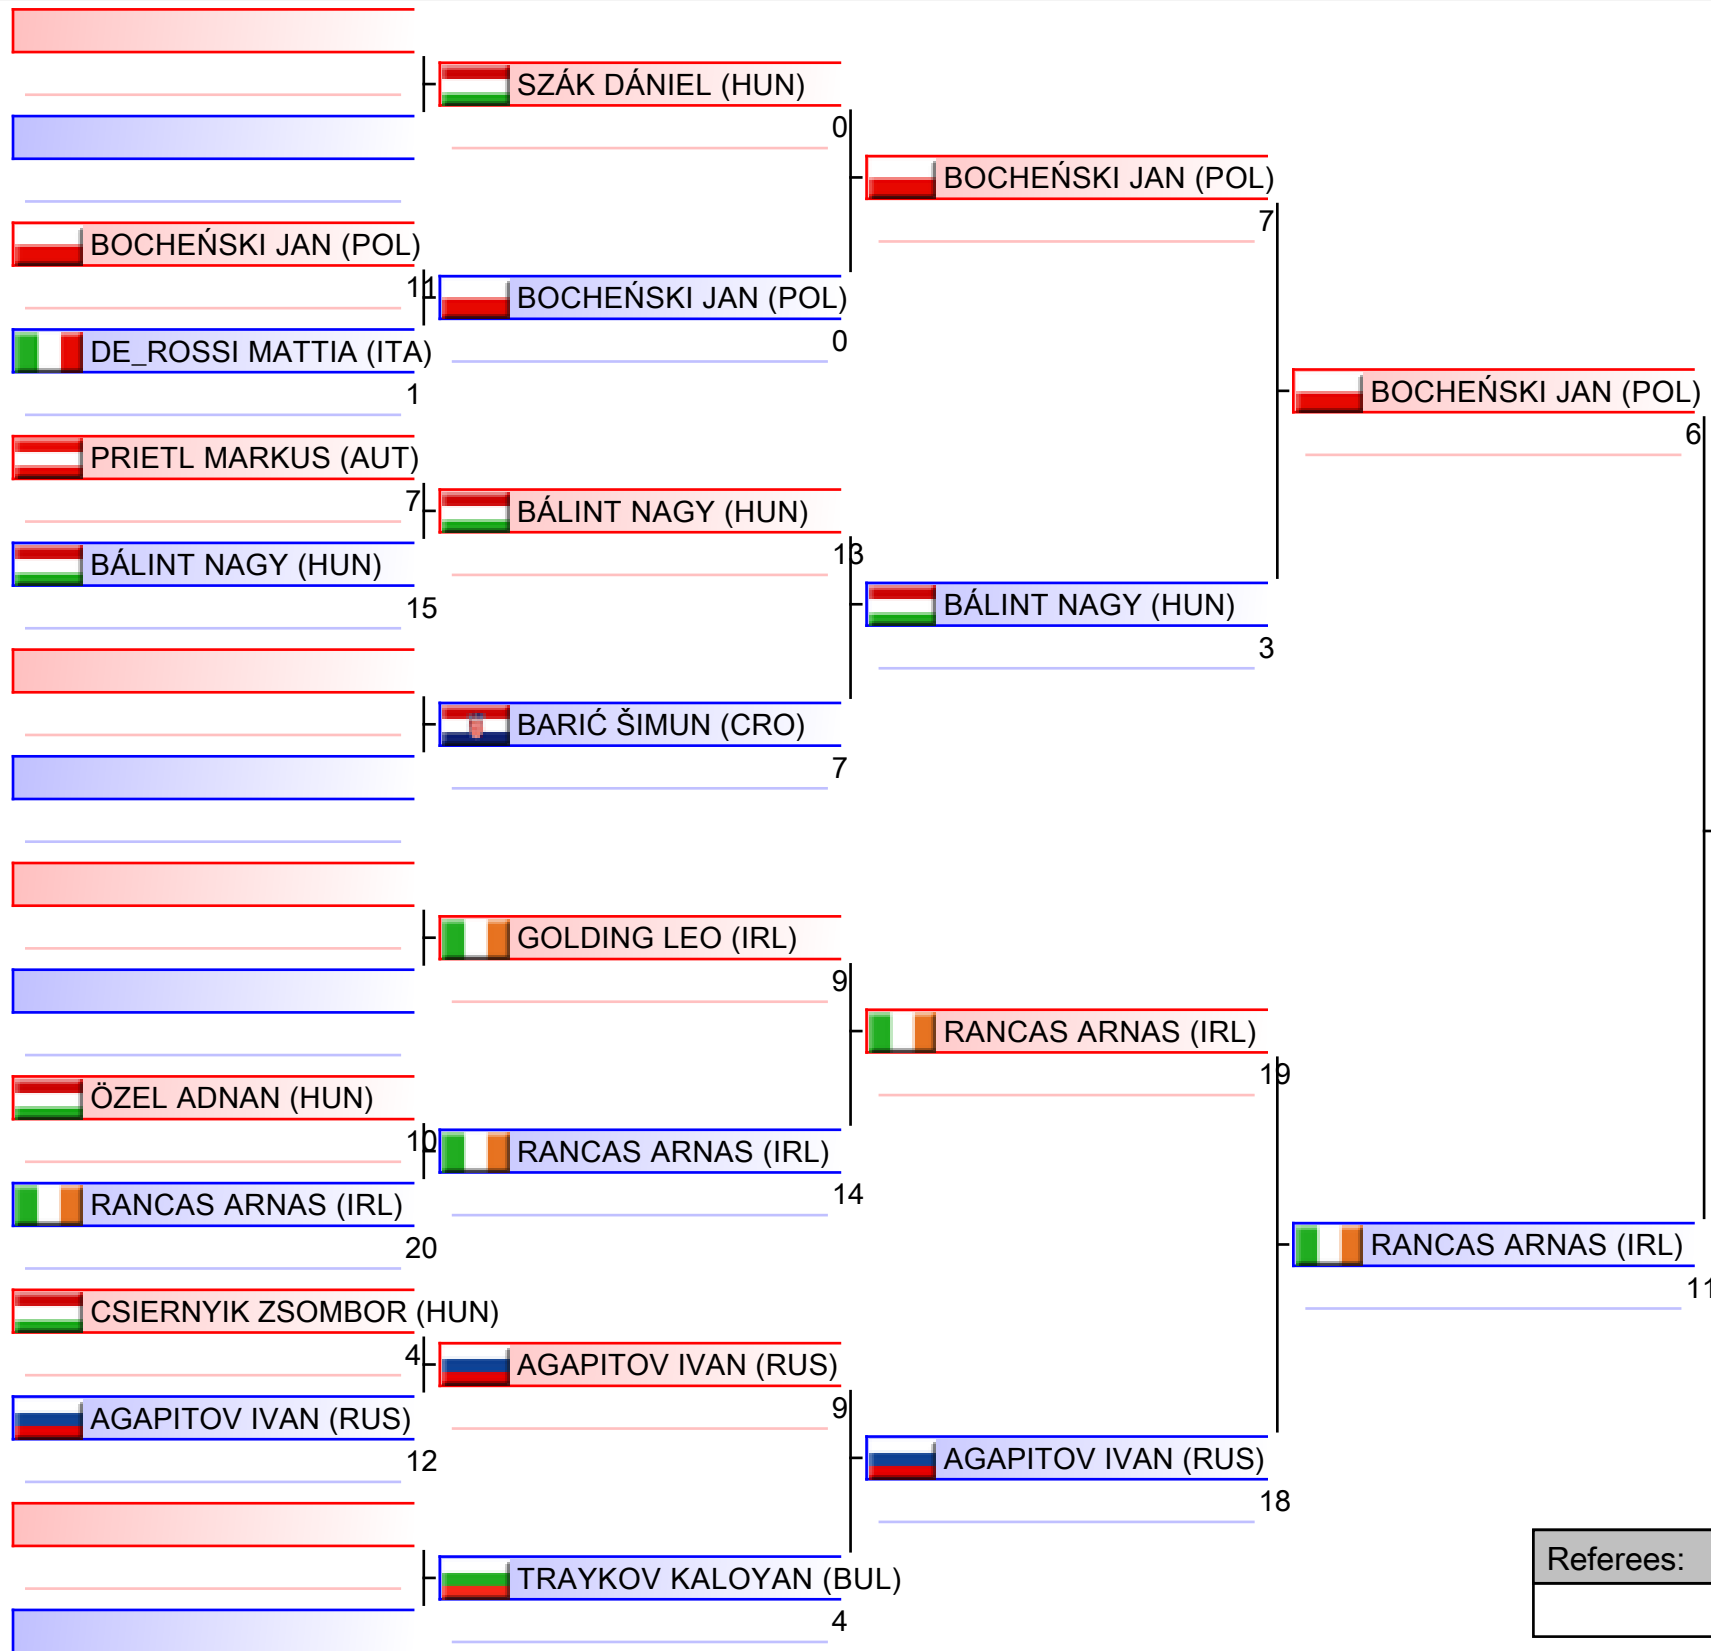 SZÁK DÁNIEL (HUN)
0
BOCHEŃSKI JAN (POL)
7
BOCHEŃSKI JAN (POL)
11
BOCHEŃSKI JAN (POL)
0
DE_ROSSI MATTIA (ITA)
1
BOCHEŃSKI JAN (POL)
6
PRIETL MARKUS (AUT)
7
BÁLINT NAGY (HUN)
13
BÁLINT NAGY (HUN)
15
BÁLINT NAGY (HUN)
3
BARIĆ ŠIMUN (CRO)
7
GOLDING LEO (IRL)
9
RANCAS ARNAS (IRL)
19
ÖZEL ADNAN (HUN)
10
RANCAS ARNAS (IRL)
14
RANCAS ARNAS (IRL)
20
RANCAS ARNAS (IRL)
11
CSIERNYIK ZSOMBOR (HUN)
4
AGAPITOV IVAN (RUS)
9
AGAPITOV IVAN (RUS)
12
AGAPITOV IVAN (RUS)
18
TRAYKOV KALOYAN (BUL)
4
Referees: